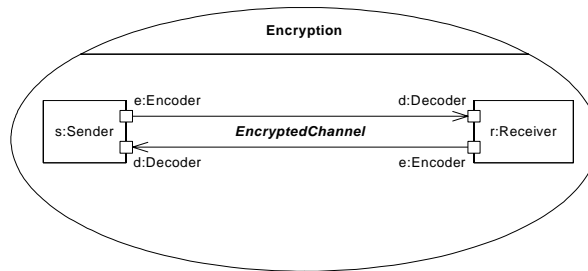 Encryption
e:Encoder
d:Decoder
s:Sender
EncryptedChannel
r:Receiver
d:Decoder
e:Encoder